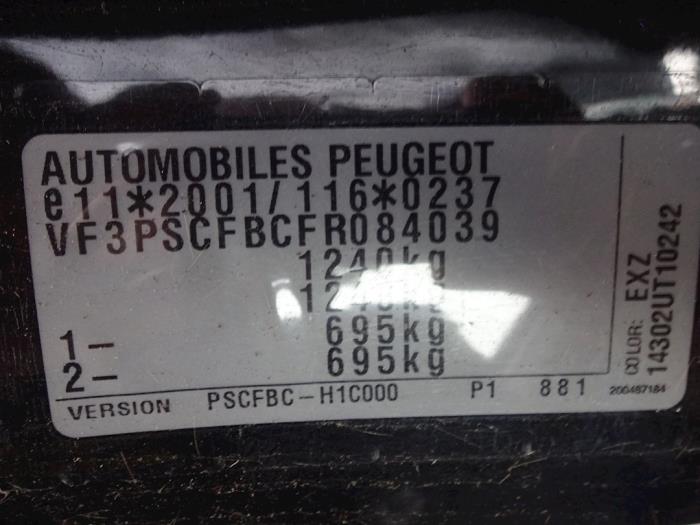 AUTOMOBILES PEUGEOT
e11*2001/116*0237
VF3PSCFBCFR084039
1240kg
1- 695kg
2- 695kg
VERSION PSCFBC-H1C000 P1 881
COLOR: EXZ
14302UT10242
200487184